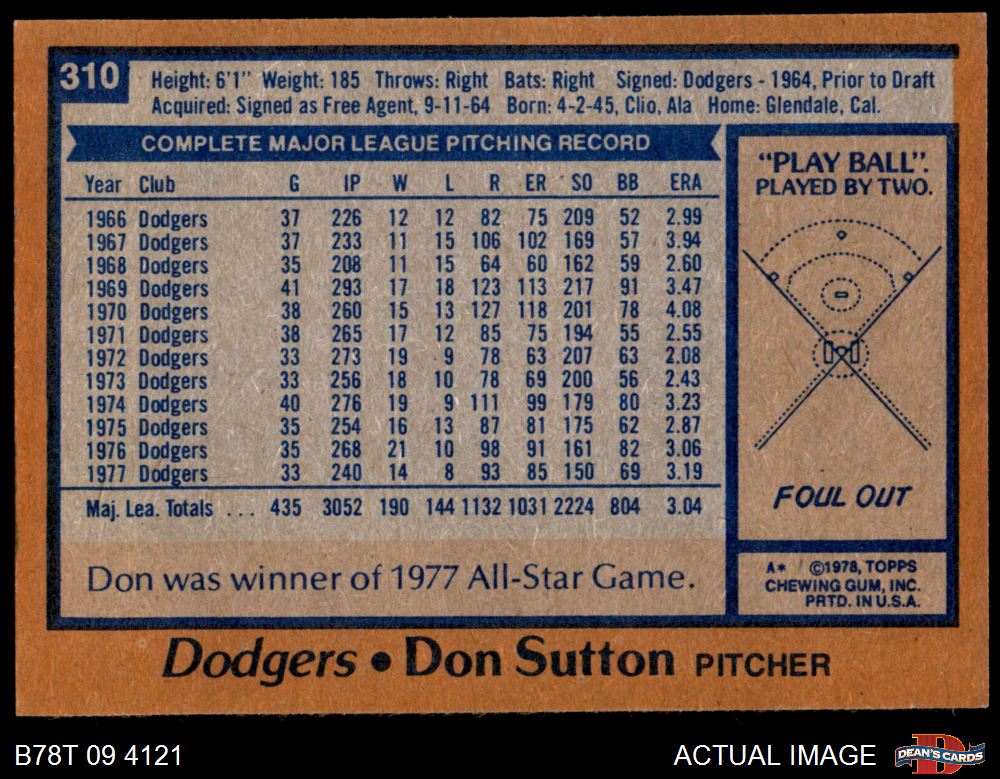 310
Height: 6'1" Weight: 185 Throws: Right Bats: Right Signed: Dodgers - 1964, Prior to Draft
Acquired: Signed as Free Agent, 9-11-64 Born: 4-2-45, Clio, Ala Home: Glendale, Cal.
COMPLETE MAJOR LEAGUE PITCHING RECORD
Year Club G IP W L R ER SO BB ERA
1966 Dodgers 37 226 12 12 82 75 209 52 2.99
1967 Dodgers 37 233 11 15 106 102 169 57 3.94
1968 Dodgers 35 208 11 15 64 60 162 59 2.60
1969 Dodgers 41 293 17 18 123 113 217 91 3.47
1970 Dodgers 38 260 15 13 127 118 201 78 4.08
1971 Dodgers 38 265 17 12 85 75 194 55 2.55
1972 Dodgers 33 273 19 9 78 63 207 63 2.08
1973 Dodgers 33 256 18 10 78 69 200 56 2.43
1974 Dodgers 40 276 19 9 111 99 179 80 3.23
1975 Dodgers 35 254 16 13 87 81 175 62 2.87
1976 Dodgers 35 268 21 10 98 91 161 82 3.06
1977 Dodgers 33 240 14 8 93 85 150 69 3.19
Maj. Lea. Totals . . . 435 3052 190 144 1132 1031 2224 804 3.04
Don was winner of 1977 All-Star Game.
"PLAY BALL".
PLAYED BY TWO.
FOUL OUT
A* ©1978, TOPPS
CHEWING GUM, INC.
PRTD. IN U.S.A.
Dodgers • Don Sutton PITCHER
B78T 09 4121
ACTUAL IMAGE
D
DEAN'S CARDS